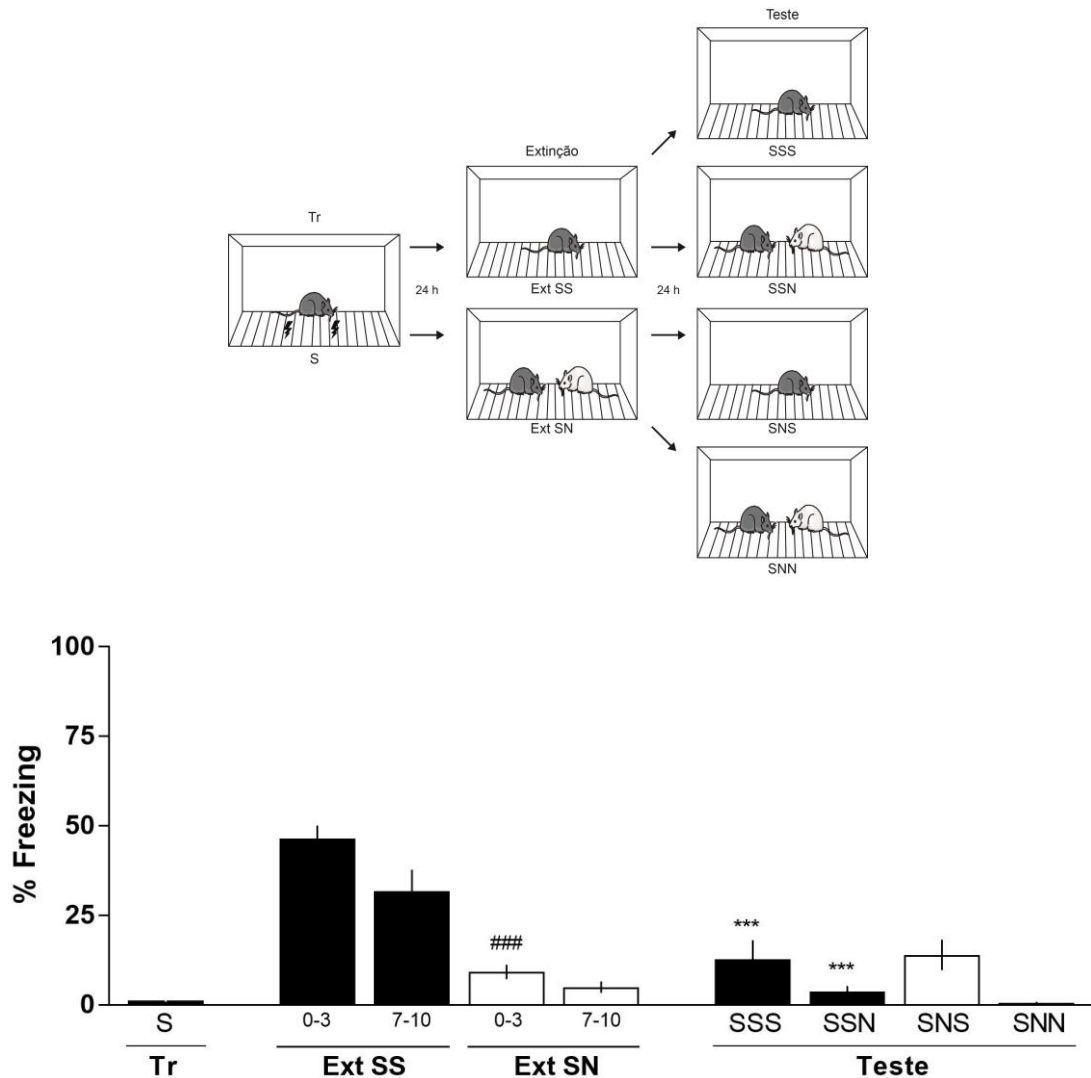 Teste
SSS
Extinção
Tr
24 h
24 h
Ext SS
SSN
S
Ext SN
SNS
SNN
% Freezing
100
75
50
25
0
###
***
***
S
0-3
7-10
0-3
7-10
SSS
SSN
SNS
SNN
Tr
Ext SS
Ext SN
Teste